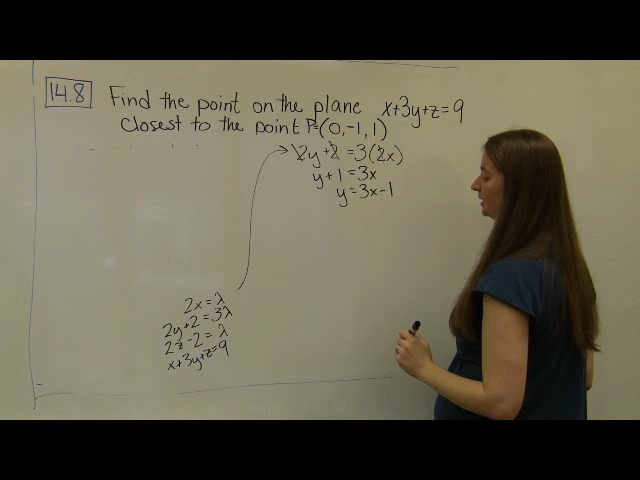 14.8 Find the point on the plane x+3y+z=9
closest to the point P=(0,-1,1)
2y+2=3(2x)
y+1=3x
y=3x-1
2x=λ
2y+2=3λ
2z-2=λ
x+3y+z=9